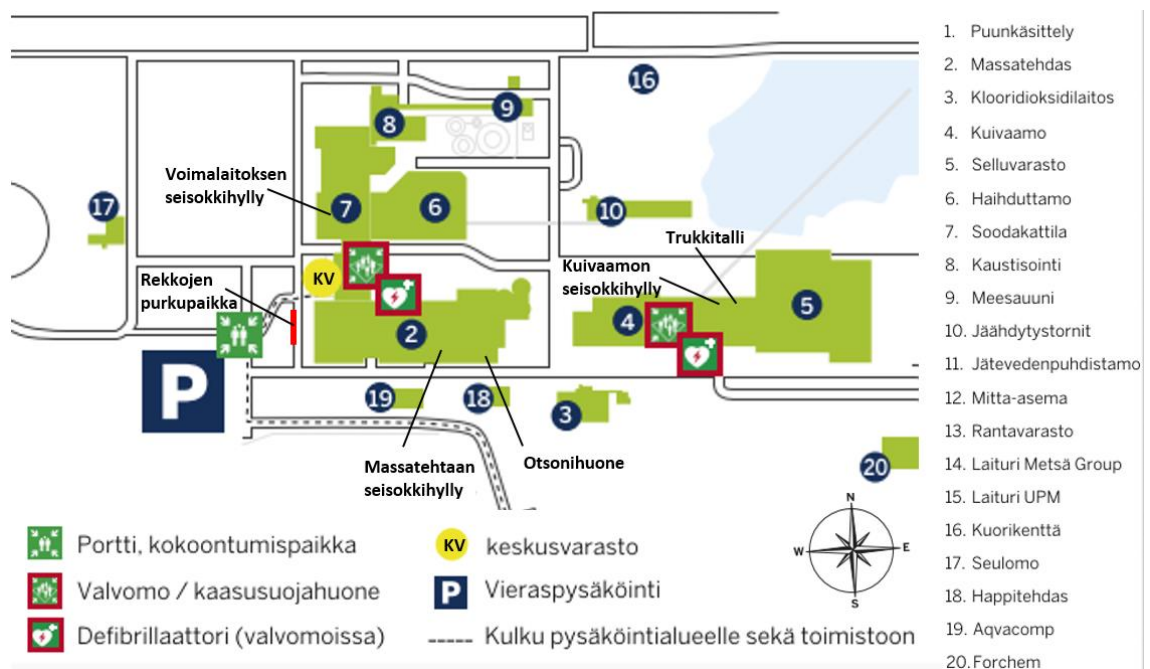 16
9
8
Voimalaitoksen
seisokkihylly
17
7
6
10
Trukkitalli
Kuivaamon
seisokkihylly
Rekkojen
purkupaikka
KV
5
4
2
P
19
18
3
Massatehtaan
seisokkihylly
Otsonihuone
20
N
W
E
S
Portti, kokoontumispaikka
KV
keskusvarasto
Valvomo / kaasusuojahuone
P
Vieraspysäköinti
Defibrillaattori (valvomoissa)
Kulku pysäköintialueelle sekä toimistoon
1. Puunkäsittely
2. Massatehdas
3. Klooridioksidilaitos
4. Kuivaamo
5. Selluvarasto
6. Haihduttamo
7. Soodakattila
8. Kaustisointi
9. Meesauuni
10. Jäähdytystornit
11. Jätevedenpuhdistamo
12. Mitta-asema
13. Rantavarasto
14. Laituri Metsä Group
15. Laituri UPM
16. Kuorikenttä
17. Seulomo
18. Happitehdas
19. Aqvacomp
20. Forchem